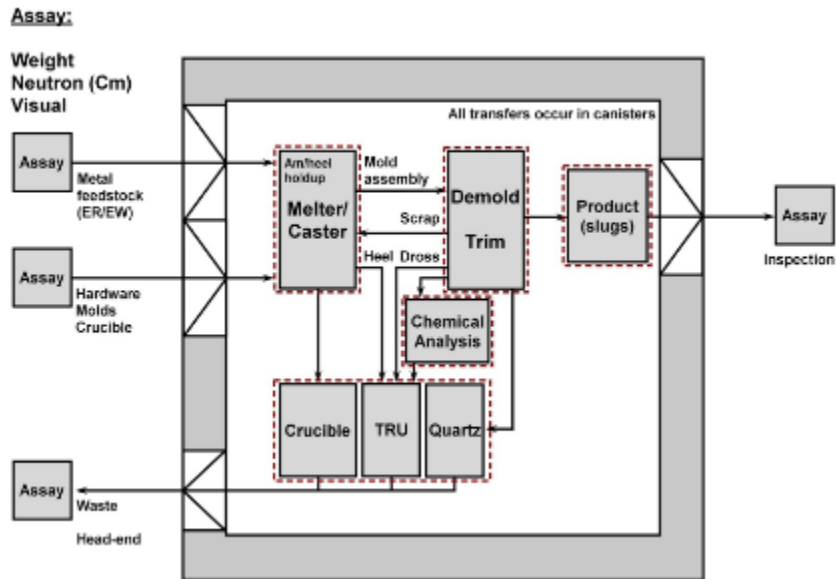 Assay:
Weight
Neutron (Cm)
Visual
All transfers occur in canisters
Assay
Metal
feedstock
(ER/EW)
Am/heel
holdup
Melter/
Caster
Mold
assembly
Scrap
Heel
Dross
Demold
Trim
Product
(slugs)
Assay
Inspection
Assay
Hardware
Molds
Crucible
Chemical
Analysis
Crucible
TRU
Quartz
Assay
Waste
Head-end